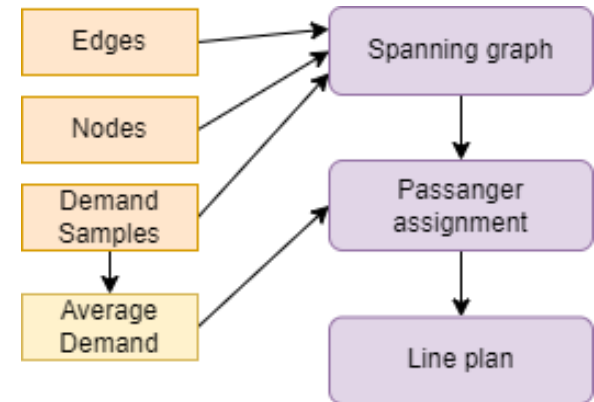 Edges
Nodes
Demand
Samples
Average
Demand
Spanning graph
Passanger
assignment
Line plan